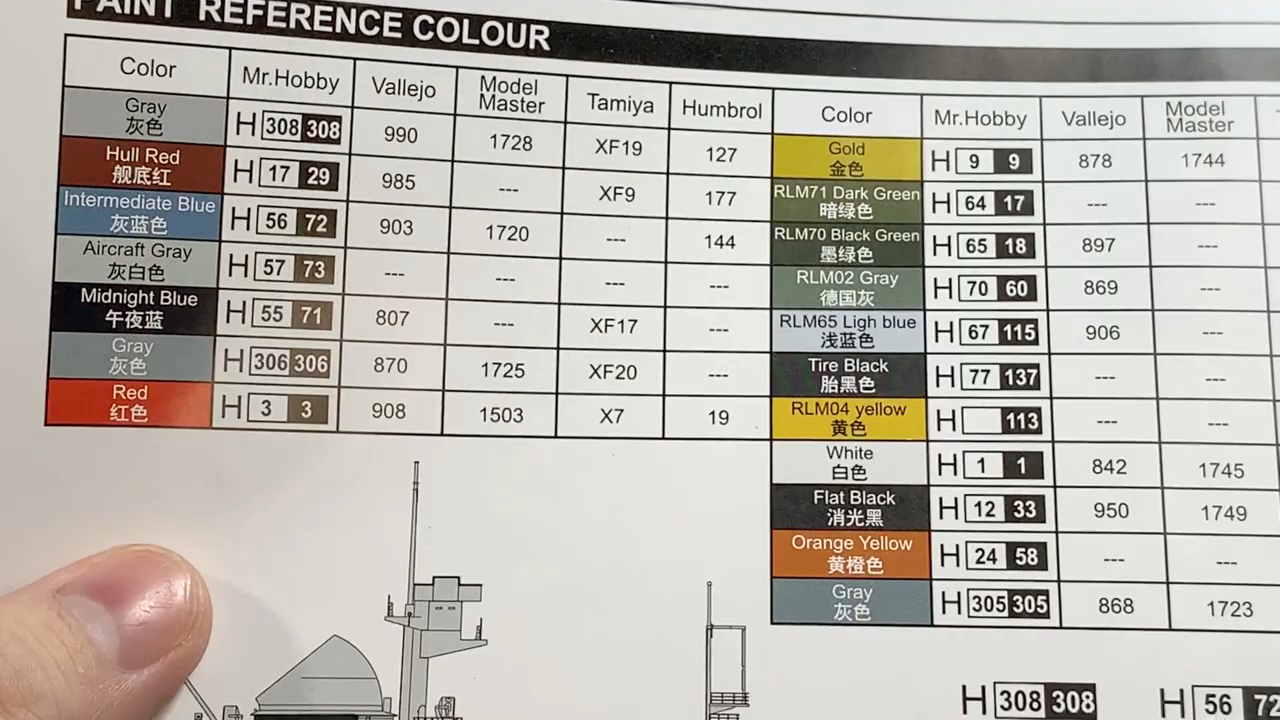 PAINT REFERENCE COLOUR
Color Mr.Hobby Vallejo Model Master Tamiya Humbrol
Gray 灰色 H 308 308 990 1728 XF19 127
Hull Red 舰底红 H 17 29 985 --- XF9 177
Intermediate Blue 灰蓝色 H 56 72 903 1720 --- 144
Aircraft Gray 灰白色 H 57 73 --- --- --- ---
Midnight Blue 午夜蓝 H 55 71 807 --- XF17 ---
Gray 灰色 H 306 306 870 1725 XF20 ---
Red 红色 H 3 3 908 1503 X7 19
Color Mr.Hobby Vallejo Model Master
Gold 金色 H 9 9 878 1744
RLM71 Dark Green 暗绿色 H 64 17 --- ---
RLM70 Black Green 墨绿色 H 65 18 897 ---
RLM02 Gray 德国灰 H 70 60 869 ---
RLM65 Ligh blue 浅蓝色 H 67 115 906 ---
Tire Black 胎黑色 H 77 137 --- ---
RLM04 yellow 黄色 H 113 --- ---
White 白色 H 1 1 842 1745
Flat Black 消光黑 H 12 33 950 1749
Orange Yellow 黄橙色 H 24 58 --- ---
Gray 灰色 H 305 305 868 1723
H 308 308 H 56 72